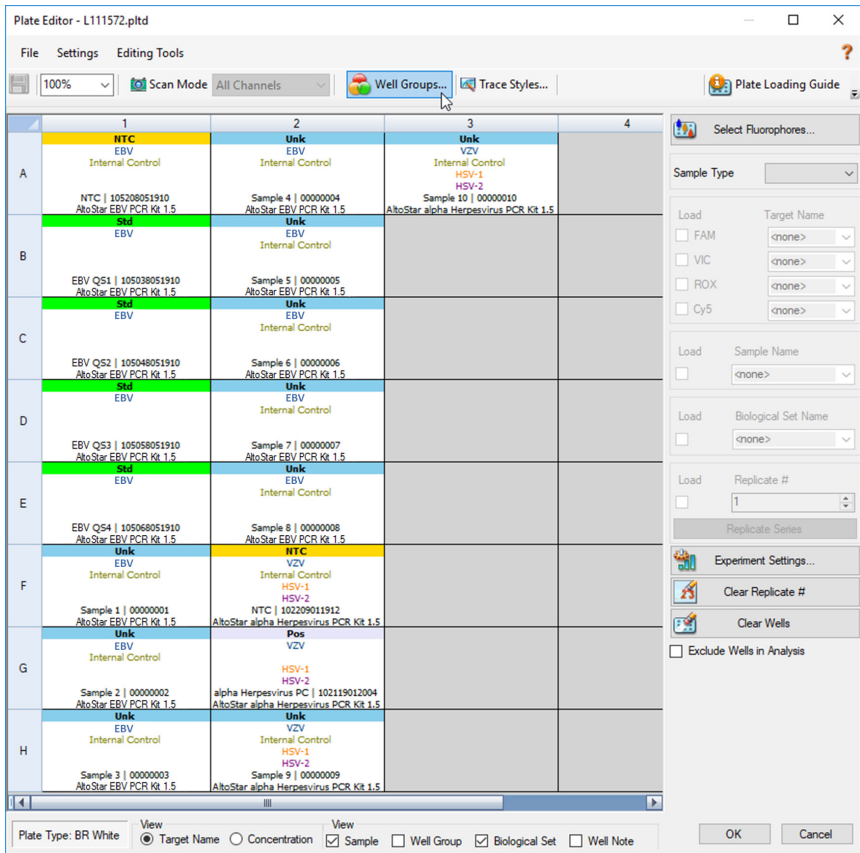 Plate Editor - L111572.pltd
File Settings Editing Tools
?
100% Scan Mode All Channels Well Groups... Trace Styles... Plate Loading Guide
1 2 3 4
A
NTC
EBV
Internal Control
NTC | 105208051910
AltoStar EBV PCR Kit 1.5
Unk
EBV
Internal Control
Sample 4 | 00000004
AltoStar EBV PCR Kit 1.5
Unk
VZV
Internal Control
HSV-1
HSV-2
Sample 10 | 00000010
AltoStar alpha Herpesvirus PCR Kit 1.5
B
Std
EBV
EBV QS1 | 105038051910
AltoStar EBV PCR Kit 1.5
Unk
EBV
Internal Control
Sample 5 | 00000005
AltoStar EBV PCR Kit 1.5
C
Std
EBV
EBV QS2 | 105048051910
AltoStar EBV PCR Kit 1.5
Unk
EBV
Internal Control
Sample 6 | 00000006
AltoStar EBV PCR Kit 1.5
D
Std
EBV
EBV QS3 | 105058051910
AltoStar EBV PCR Kit 1.5
Unk
EBV
Internal Control
Sample 7 | 00000007
AltoStar EBV PCR Kit 1.5
E
Std
EBV
EBV QS4 | 105068051910
AltoStar EBV PCR Kit 1.5
Unk
EBV
Internal Control
Sample 8 | 00000008
AltoStar EBV PCR Kit 1.5
F
Unk
EBV
Internal Control
Sample 1 | 00000001
AltoStar EBV PCR Kit 1.5
NTC
VZV
Internal Control
HSV-1
HSV-2
NTC | 102209011912
AltoStar alpha Herpesvirus PCR Kit 1.5
G
Unk
EBV
Internal Control
Sample 2 | 00000002
AltoStar EBV PCR Kit 1.5
Pos
VZV
HSV-1
HSV-2
alpha Herpesvirus PC | 102119012004
AltoStar alpha Herpesvirus PCR Kit 1.5
H
Unk
EBV
Internal Control
Sample 3 | 00000003
AltoStar EBV PCR Kit 1.5
Unk
VZV
Internal Control
HSV-1
HSV-2
Sample 9 | 00000009
AltoStar alpha Herpesvirus PCR Kit 1.5
Select Fluorophores...
Sample Type
Load Target Name
FAM <none>
VIC <none>
ROX <none>
Cy5 <none>
Load Sample Name
<none>
Load Biological Set Name
<none>
Load Replicate #
1
Replicate Series
Experiment Settings...
Clear Replicate #
Clear Wells
Exclude Wells in Analysis
Plate Type: BR White
View
Target Name Concentration
View
Sample Well Group Biological Set Well Note
OK Cancel